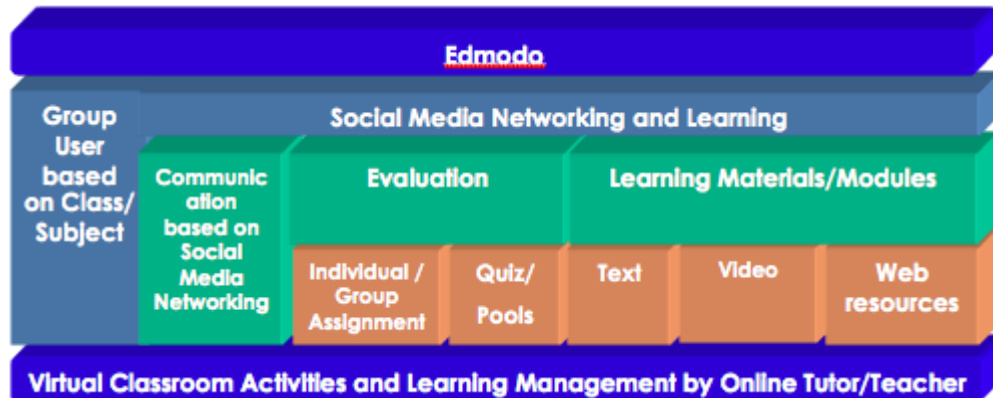 Edmodo
Group
User
based
on Class/
Subject
Social Media Networking and Learning
Communic
ation
based on
Social
Media
Networking
Evaluation
Learning Materials/Modules
Individual /
Group
Assignment
Quiz/
Pools
Text
Video
Web
resources
Virtual Classroom Activities and Learning Management by Online Tutor/Teacher